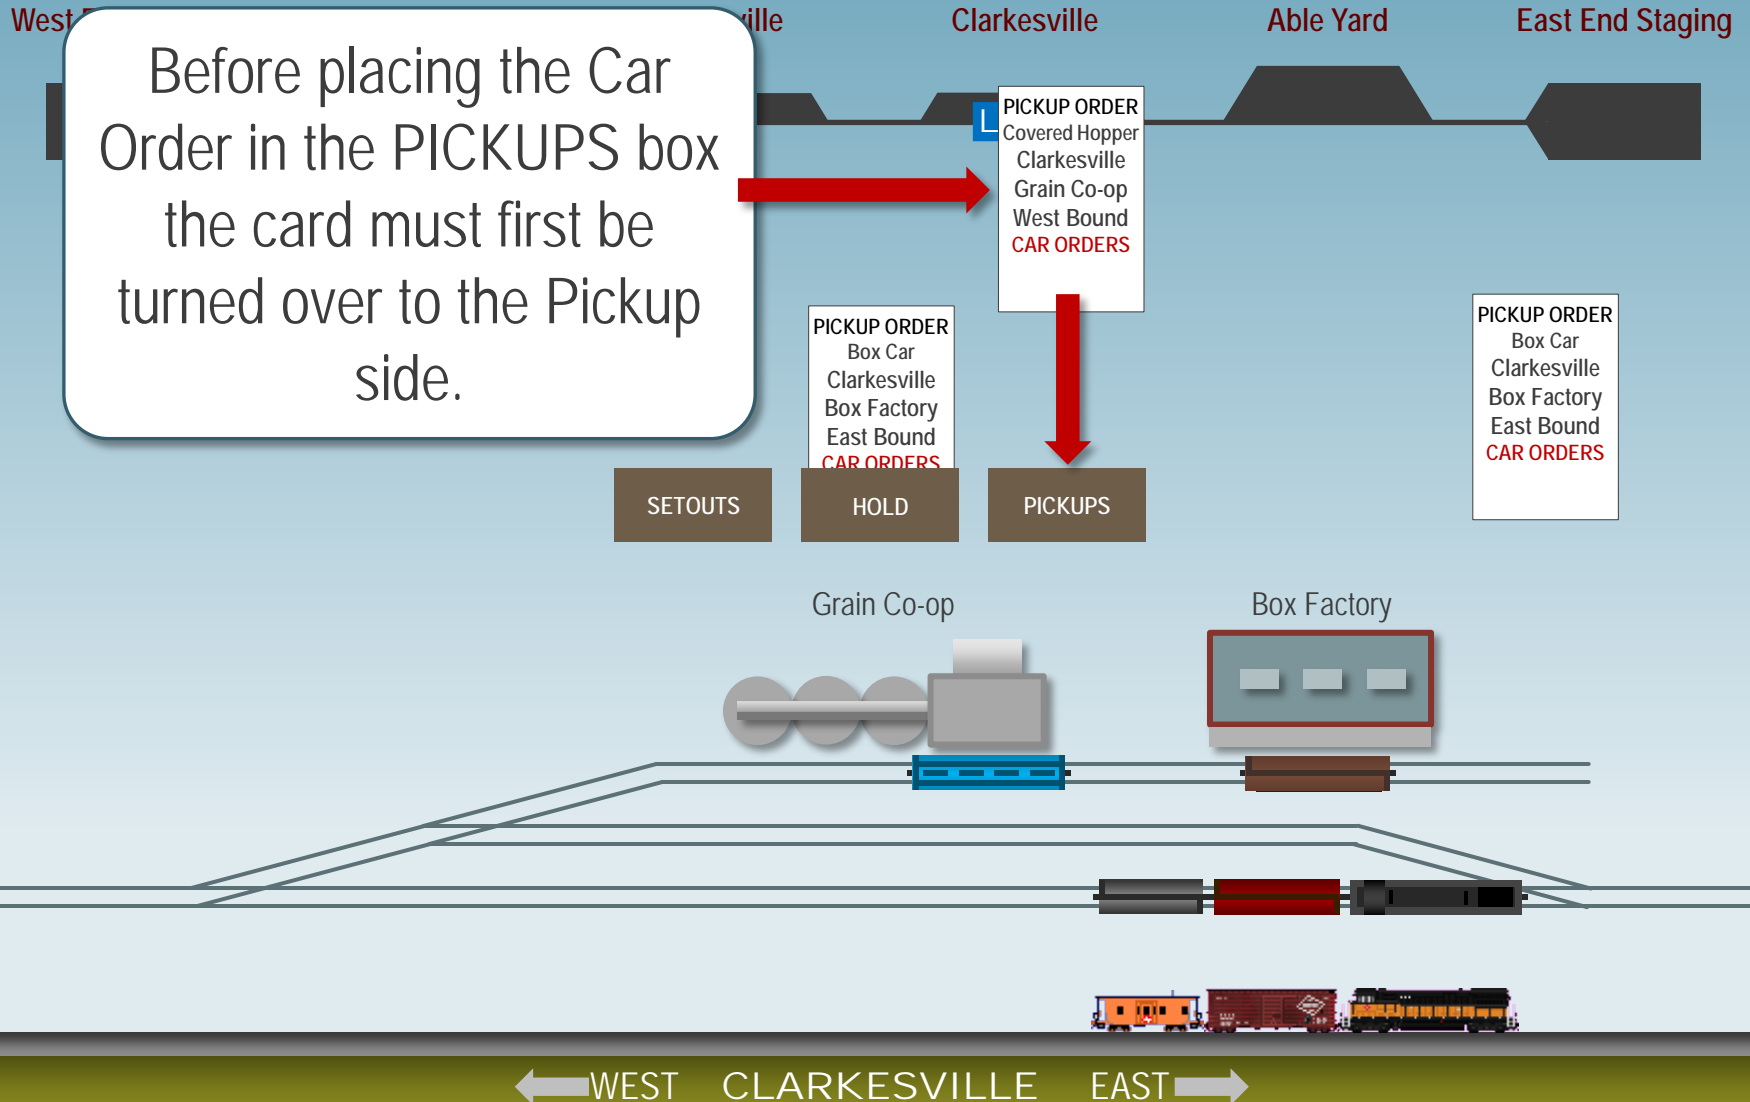 West
ville
Clarkesville
Able Yard
East End Staging
Before placing the Car
Order in the PICKUPS box
the card must first be
turned over to the Pickup
side.
L
PICKUP ORDER
Covered Hopper
Clarkesville
Grain Co-op
West Bound
CAR ORDERS
PICKUP ORDER
Box Car
Clarkesville
Box Factory
East Bound
CAR ORDERS
PICKUP ORDER
Box Car
Clarkesville
Box Factory
East Bound
CAR ORDERS
SETOUTS
HOLD
PICKUPS
Grain Co-op
Box Factory
WEST CLARKESVILLE EAST